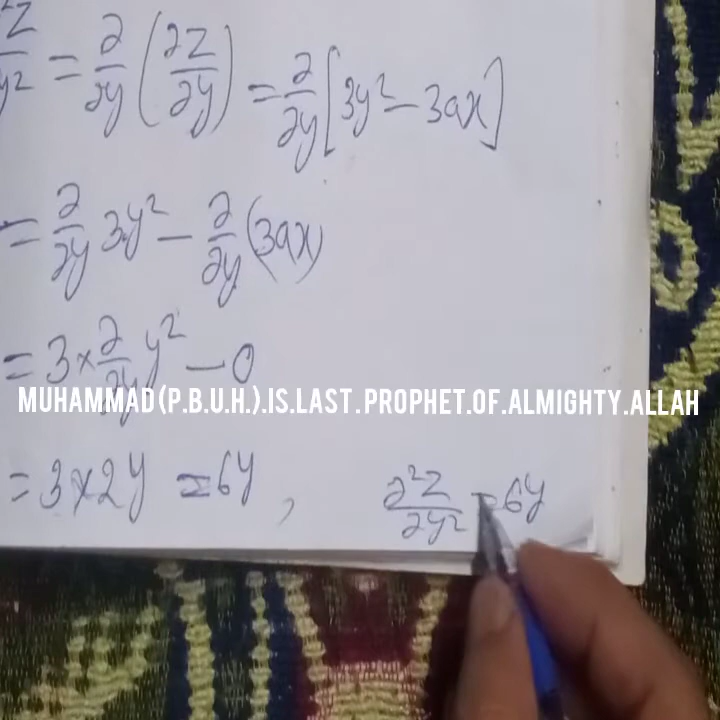 ∂²Z/∂y² = ∂/∂y (∂Z/∂y) = ∂/∂y [3y² − 3ax]
= ∂/∂y 3y² − ∂/∂y (3ax)
= 3 × ∂/∂y y² − 0
MUHAMMAD (P.B.U.H.).IS.LAST.PROPHET.OF.ALMIGHTY.ALLAH
= 3 × 2y = 6y , ∂²Z/∂y² = 6y